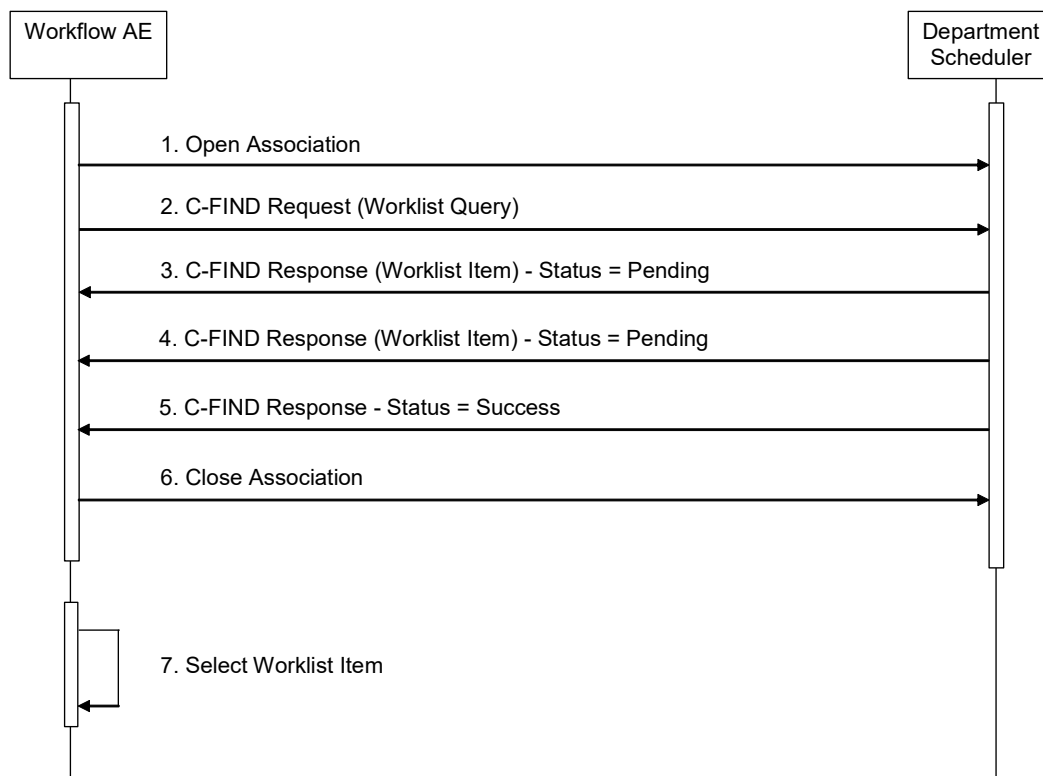 Workflow AE
Department
Scheduler
1. Open Association
2. C-FIND Request (Worklist Query)
3. C-FIND Response (Worklist Item) - Status = Pending
4. C-FIND Response (Worklist Item) - Status = Pending
5. C-FIND Response - Status = Success
6. Close Association
7. Select Worklist Item